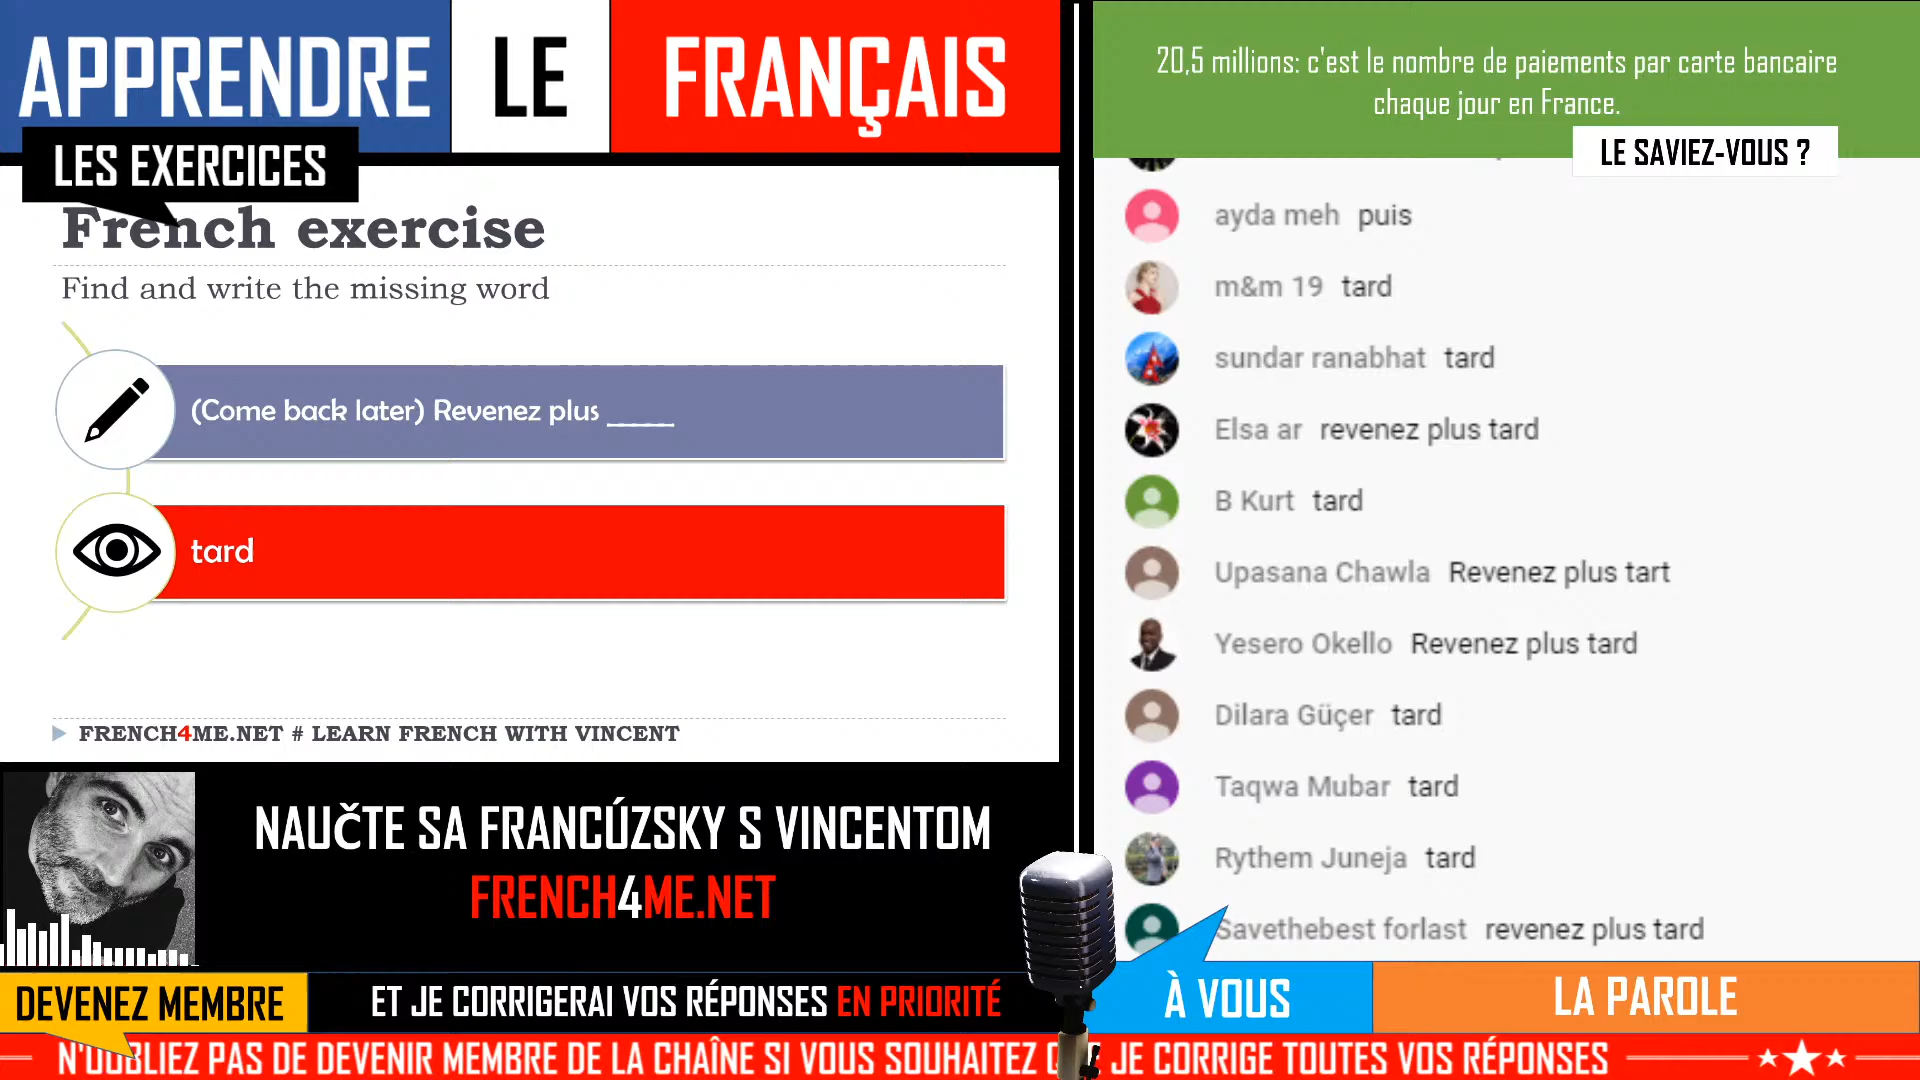 APPRENDRE LE FRANÇAIS
LES EXERCICES
French exercise
Find and write the missing word
(Come back later) Revenez plus _____
tard
FRENCH4ME.NET # LEARN FRENCH WITH VINCENT
NAUČTE SA FRANCÚZSKY S VINCENTOM
FRENCH4ME.NET
DEVENEZ MEMBRE
ET JE CORRIGERAI VOS RÉPONSES EN PRIORITÉ
20,5 millions: c'est le nombre de paiements par carte bancaire
chaque jour en France.
LE SAVIEZ-VOUS ?
ayda meh puis
m&m 19 tard
sundar ranabhat tard
Elsa ar revenez plus tard
B Kurt tard
Upasana Chawla Revenez plus tart
Yesero Okello Revenez plus tard
Dilara Güçer tard
Taqwa Mubar tard
Rythem Juneja tard
Savethebest forlast revenez plus tard
À VOUS LA PAROLE
N'OUBLIEZ PAS DE DEVENIR MEMBRE DE LA CHAÎNE SI VOUS SOUHAITEZ JE CORRIGE TOUTES VOS RÉPONSES